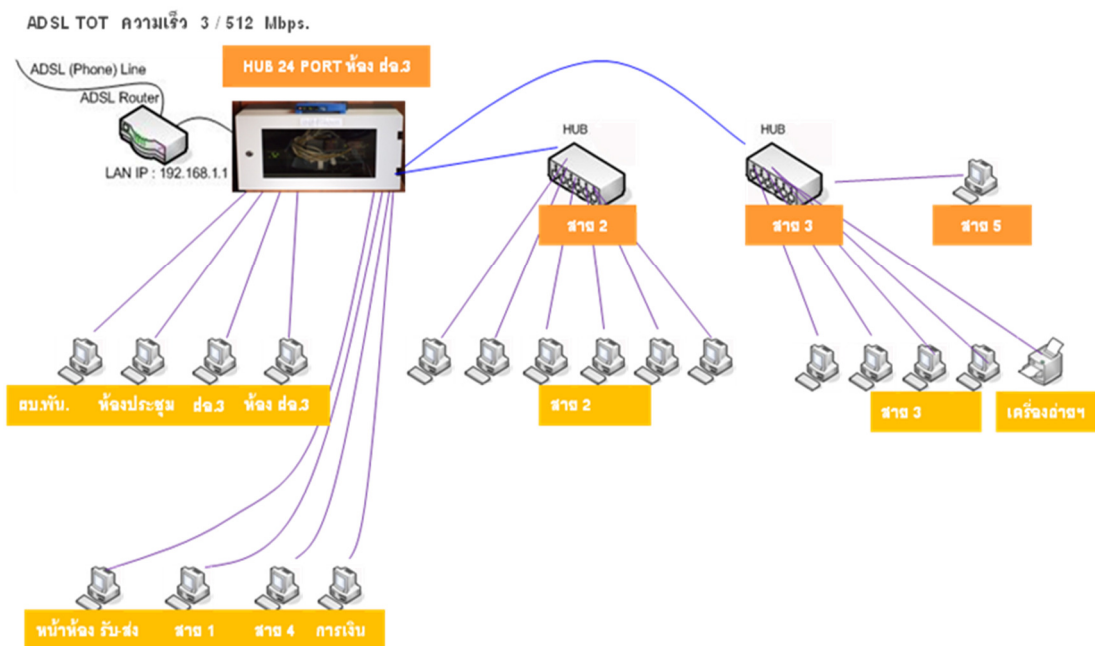 ADSL TOT ความเร็ว 3 / 512 Mbps.
ADSL (Phone) Line
ADSL Router
LAN IP : 192.168.1.1
HUB 24 PORT ห้อง ฝอ.3
HUB
HUB
สาย 2
สาย 3
สาย 5
ผบ.พัน.
ห้องประชุม
ฝอ.3
ห้อง ฝอ.3
สาย 2
สาย 3
เครื่องถ่ายฯ
หน้าห้อง รับ-ส่ง
สาย 1
สาย 4
การเงิน